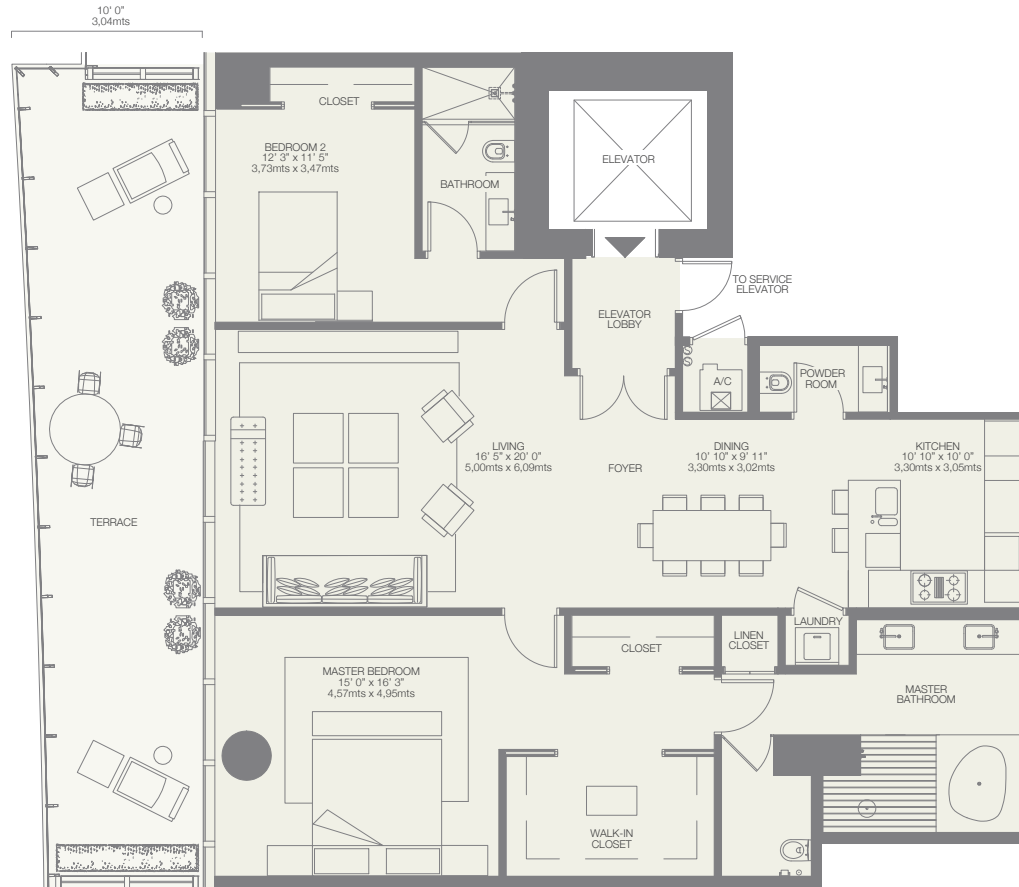 10' 0"
3,04mts
CLOSET
BEDROOM 2
12' 3" x 11' 5"
3,73mts x 3,47mts
BATHROOM
ELEVATOR
TO SERVICE
ELEVATOR
ELEVATOR
LOBBY
A/C
POWDER
ROOM
LIVING
16' 5" x 20' 0"
5,00mts x 6,09mts
FOYER
DINING
10' 10" x 9' 11"
3,30mts x 3,02mts
KITCHEN
10' 10" x 10' 0"
3,30mts x 3,05mts
TERRACE
LAUNDRY
LINEN
CLOSET
CLOSET
MASTER BEDROOM
15' 0" x 16' 3"
4,57mts x 4,95mts
MASTER
BATHROOM
WALK-IN
CLOSET